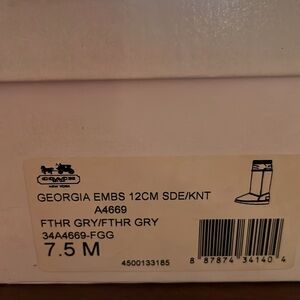 COACH
NEW YORK
GEORGIA EMBS 12CM SDE/KNT
A4669
FTHR GRY/FTHR GRY
34A4669-FGG
7.5 M
4500133185
8 87874 34140 4